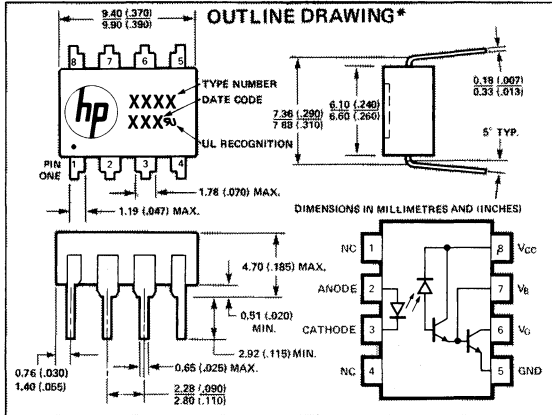 OUTLINE DRAWING*
9.40 (.370)
9.90 (.390)
8 7 6 5
hp
XXXX
XXX
TYPE NUMBER
DATE CODE
UL RECOGNITION
PIN
ONE
1 2 3 4
1.78 (.070) MAX.
1.19 (.047) MAX.
7.36 (.290)
7.88 (.310)
6.10 (.240)
6.60 (.260)
0.18 (.007)
0.33 (.013)
5° TYP.
DIMENSIONS IN MILLIMETRES AND (INCHES)
4.70 (.185) MAX.
0.51 (.020)
MIN.
2.92 (.115) MIN.
0.76 (.030)
1.40 (.055)
0.65 (.025) MAX.
2.28 (.090)
2.80 (.110)
NC 1
ANODE 2
CATHODE 3
NC 4
8 VCC
7 VB
6 VO
5 GND